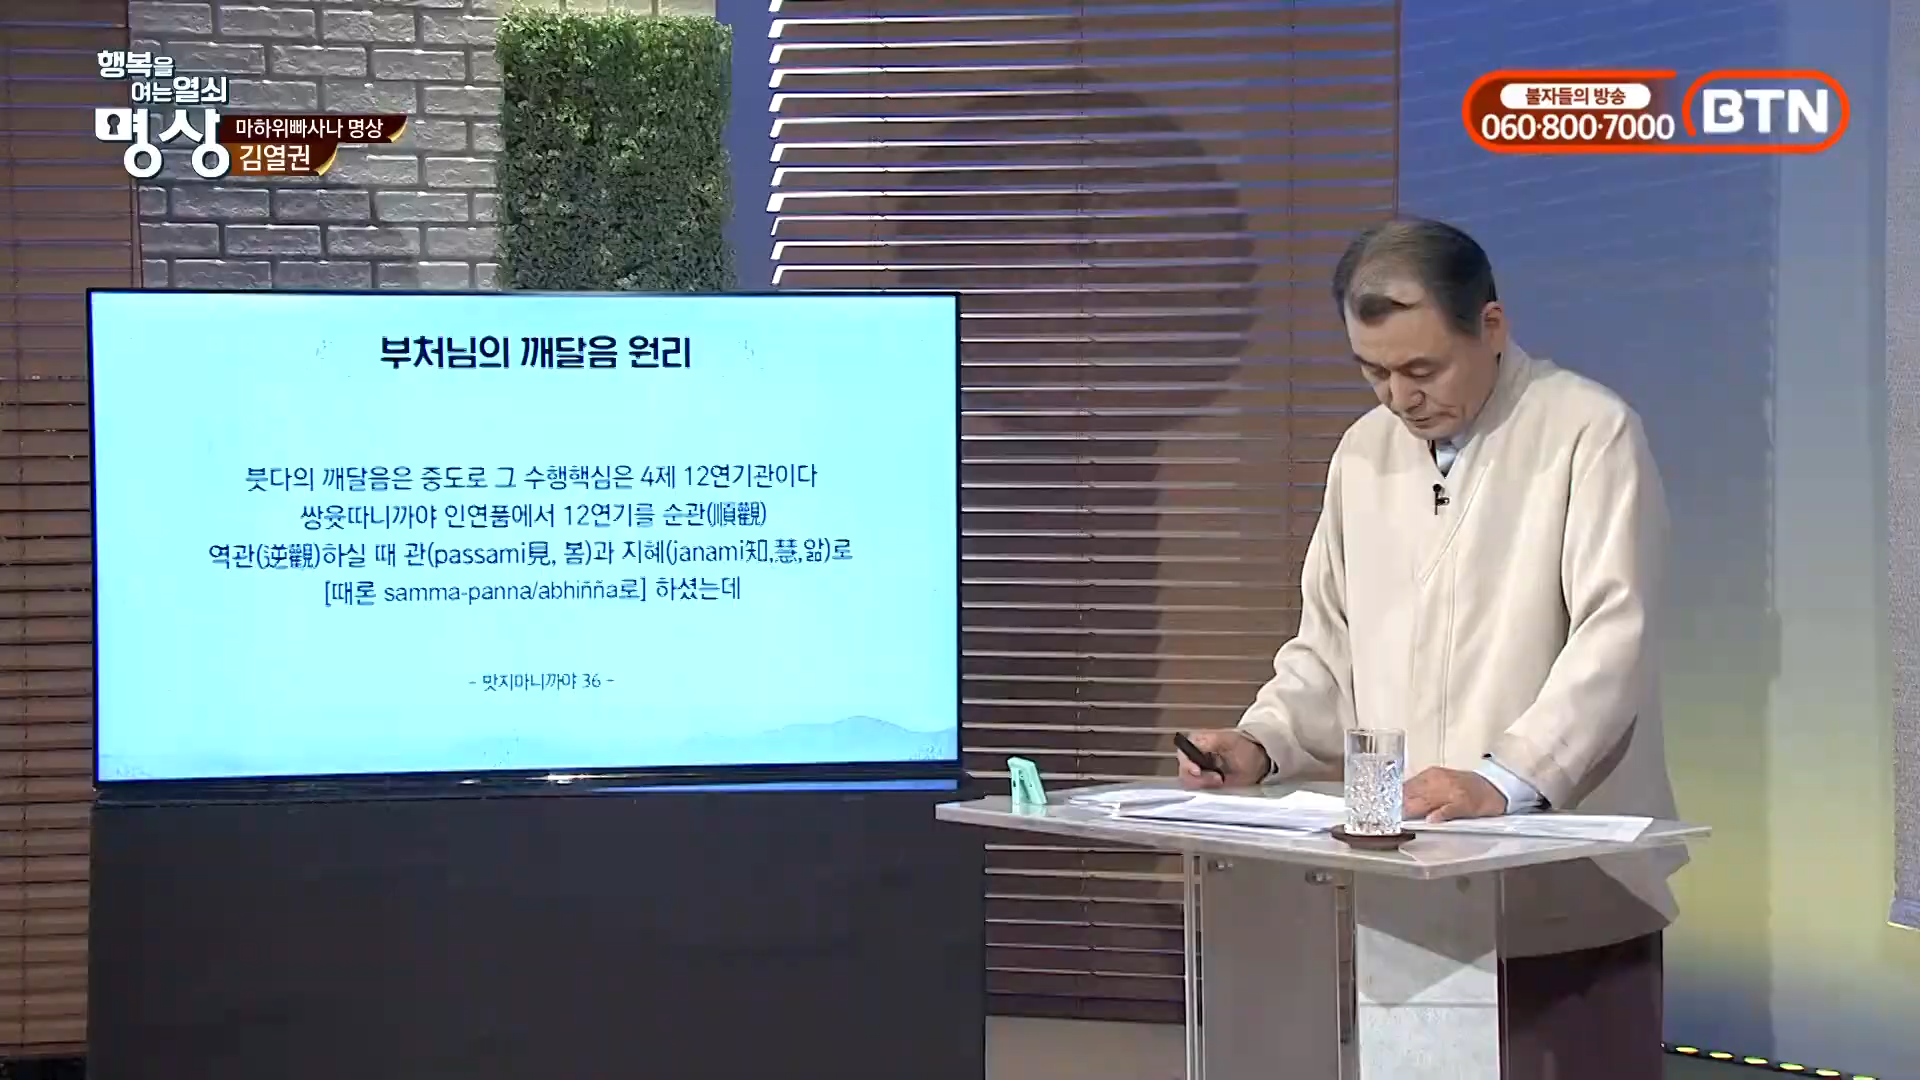 행복을
여는열쇠
명상
마하위빠사나 명상
김열권
불자들의 방송
060·800·7000
BTN
부처님의 깨달음 원리
붓다의 깨달음은 중도로 그 수행핵심은 4제 12연기관이다
쌍윳따니까야 인연품에서 12연기를 순관(順觀)
역관(逆觀)하실 때 관(passami見, 봄)과 지혜(janami知,慧,앎)로
[때론 samma-panna/abhiñña로] 하셨는데
- 맛지마니까야 36 -